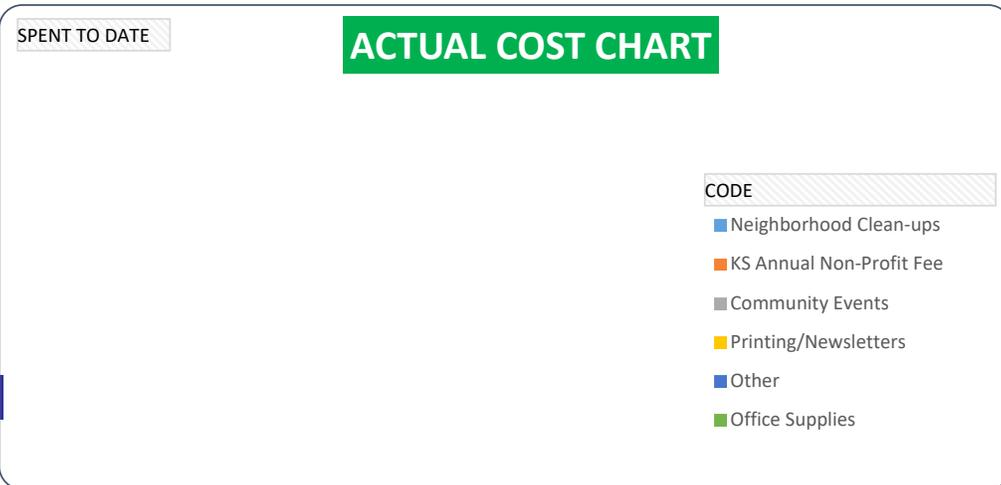 SPENT TO DATE
ACTUAL COST CHART
CODE
Neighborhood Clean-ups
KS Annual Non-Profit Fee
Community Events
Printing/Newsletters
Other
Office Supplies